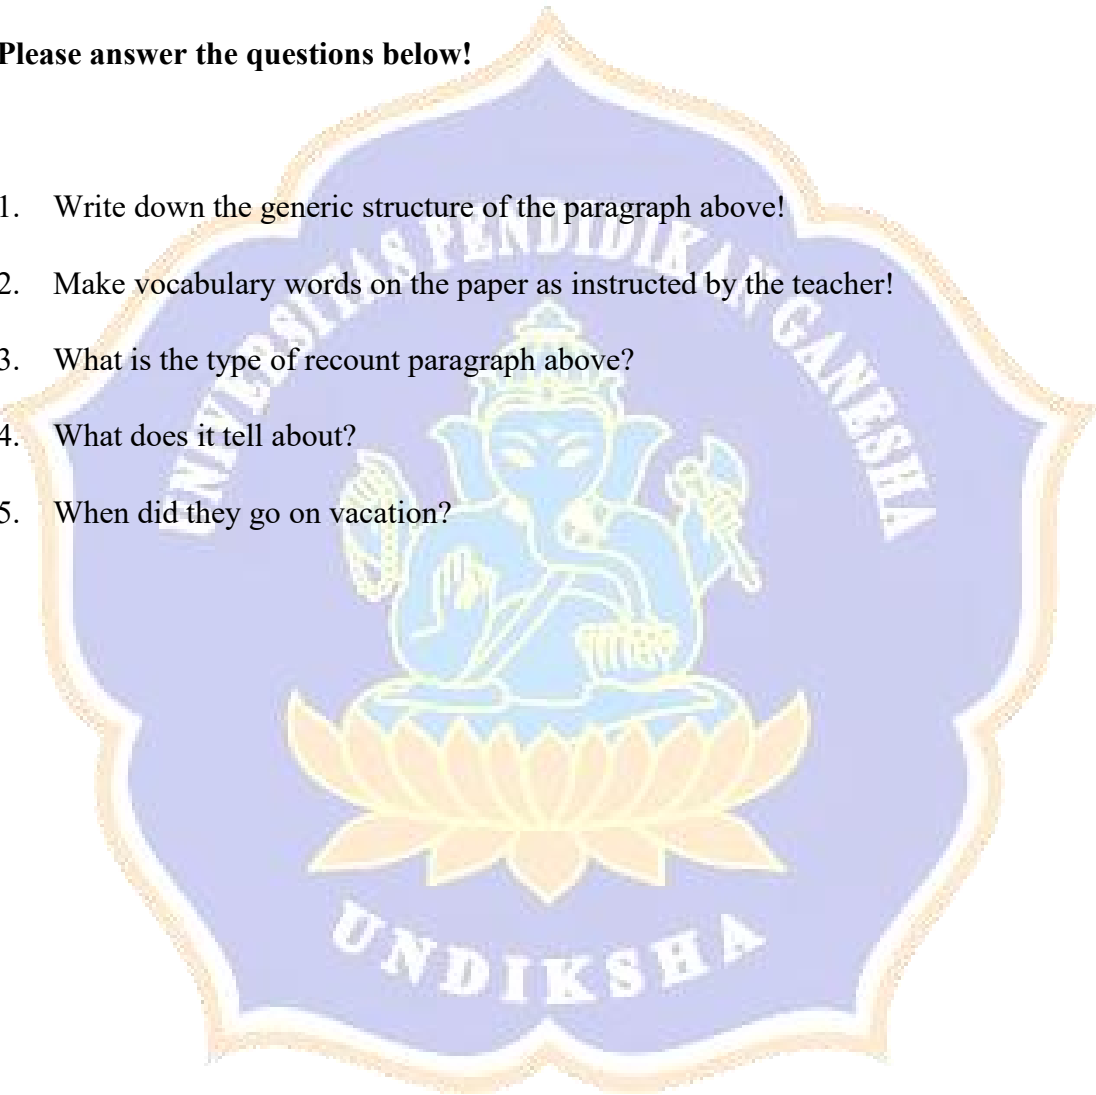 Please answer the questions below!
1. Write down the generic structure of the paragraph above!
2. Make vocabulary words on the paper as instructed by the teacher!
3. What is the type of recount paragraph above?
4. What does it tell about?
5. When did they go on vacation?
UNIVERSITAS PENDIDIKAN GANESHA
UNDIKSHA